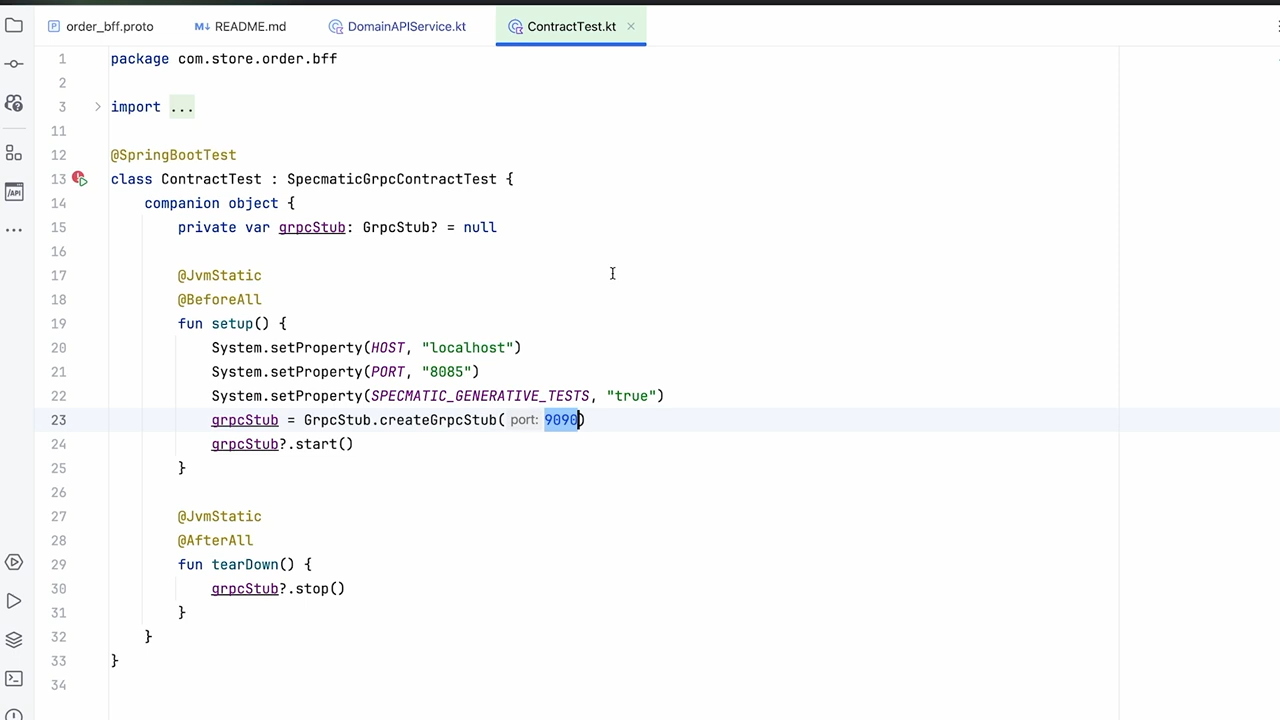 order_bff.proto
README.md
DomainAPIService.kt
ContractTest.kt
1 package com.store.order.bff
2
3 import ...
11
12 @SpringBootTest
13 class ContractTest : SpecmaticGrpcContractTest {
14 companion object {
15 private var grpcStub: GrpcStub? = null
16
17 @JvmStatic
18 @BeforeAll
19 fun setup() {
20 System.setProperty(HOST, "localhost")
21 System.setProperty(PORT, "8085")
22 System.setProperty(SPECMATIC_GENERATIVE_TESTS, "true")
23 grpcStub = GrpcStub.createGrpcStub( port: 9090)
24 grpcStub?.start()
25 }
26
27 @JvmStatic
28 @AfterAll
29 fun tearDown() {
30 grpcStub?.stop()
31 }
32 }
33 }
34